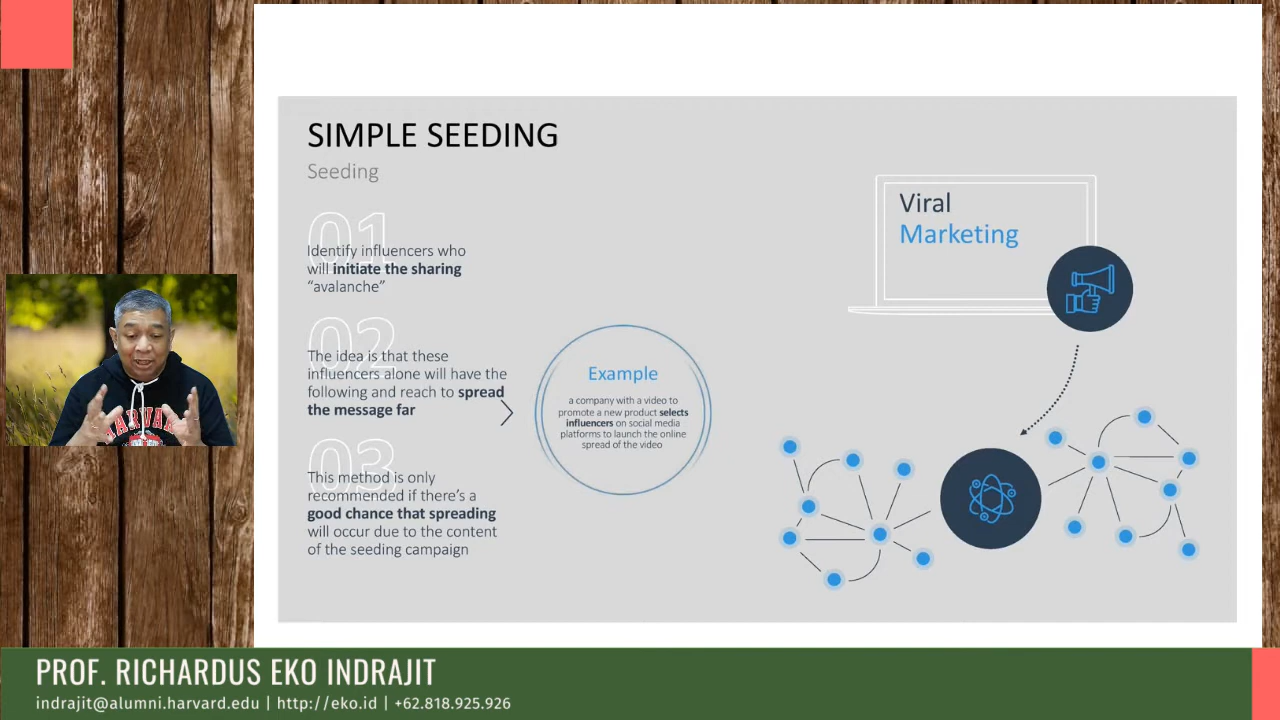 SIMPLE SEEDING
Seeding
01
Identify influencers who
will initiate the sharing
“avalanche”
02
The idea is that these
influencers alone will have the
following and reach to spread
the message far
03
This method is only
recommended if there’s a
good chance that spreading
will occur due to the content
of the seeding campaign
Example
a company with a video to
promote a new product selects
influencers on social media
platforms to launch the online
spread of the video
Viral
Marketing
HARVARD
PROF. RICHARDUS EKO INDRAJIT
indrajit@alumni.harvard.edu | http://eko.id | +62.818.925.926